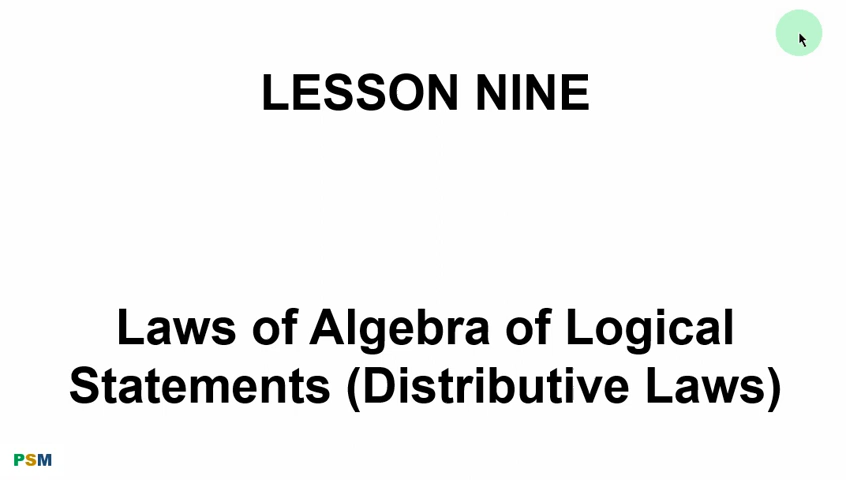 LESSON NINE
Laws of Algebra of Logical
Statements (Distributive Laws)
PSM